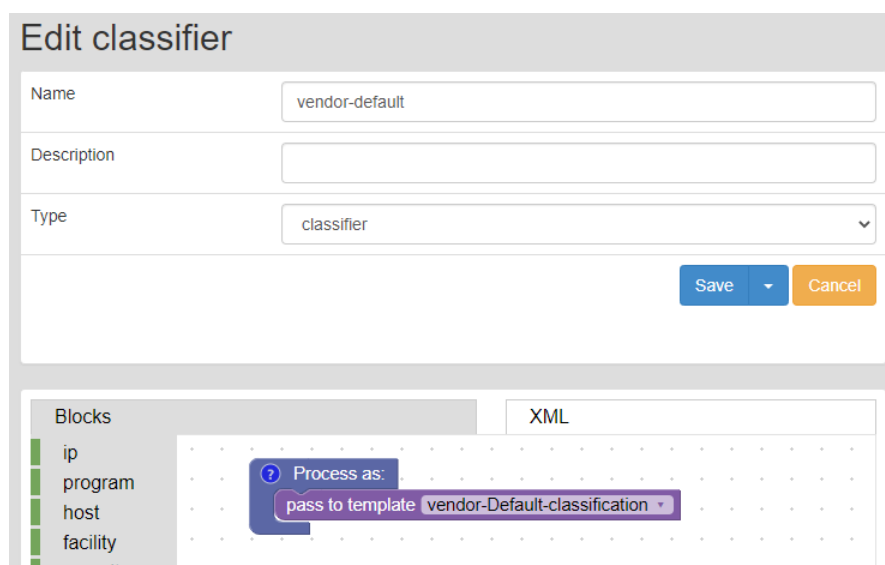 Edit classifier
Name
vendor-default
Description
Type
classifier
Save
Cancel
Blocks
XML
ip
program
host
facility
? Process as:
pass to template vendor-Default-classification